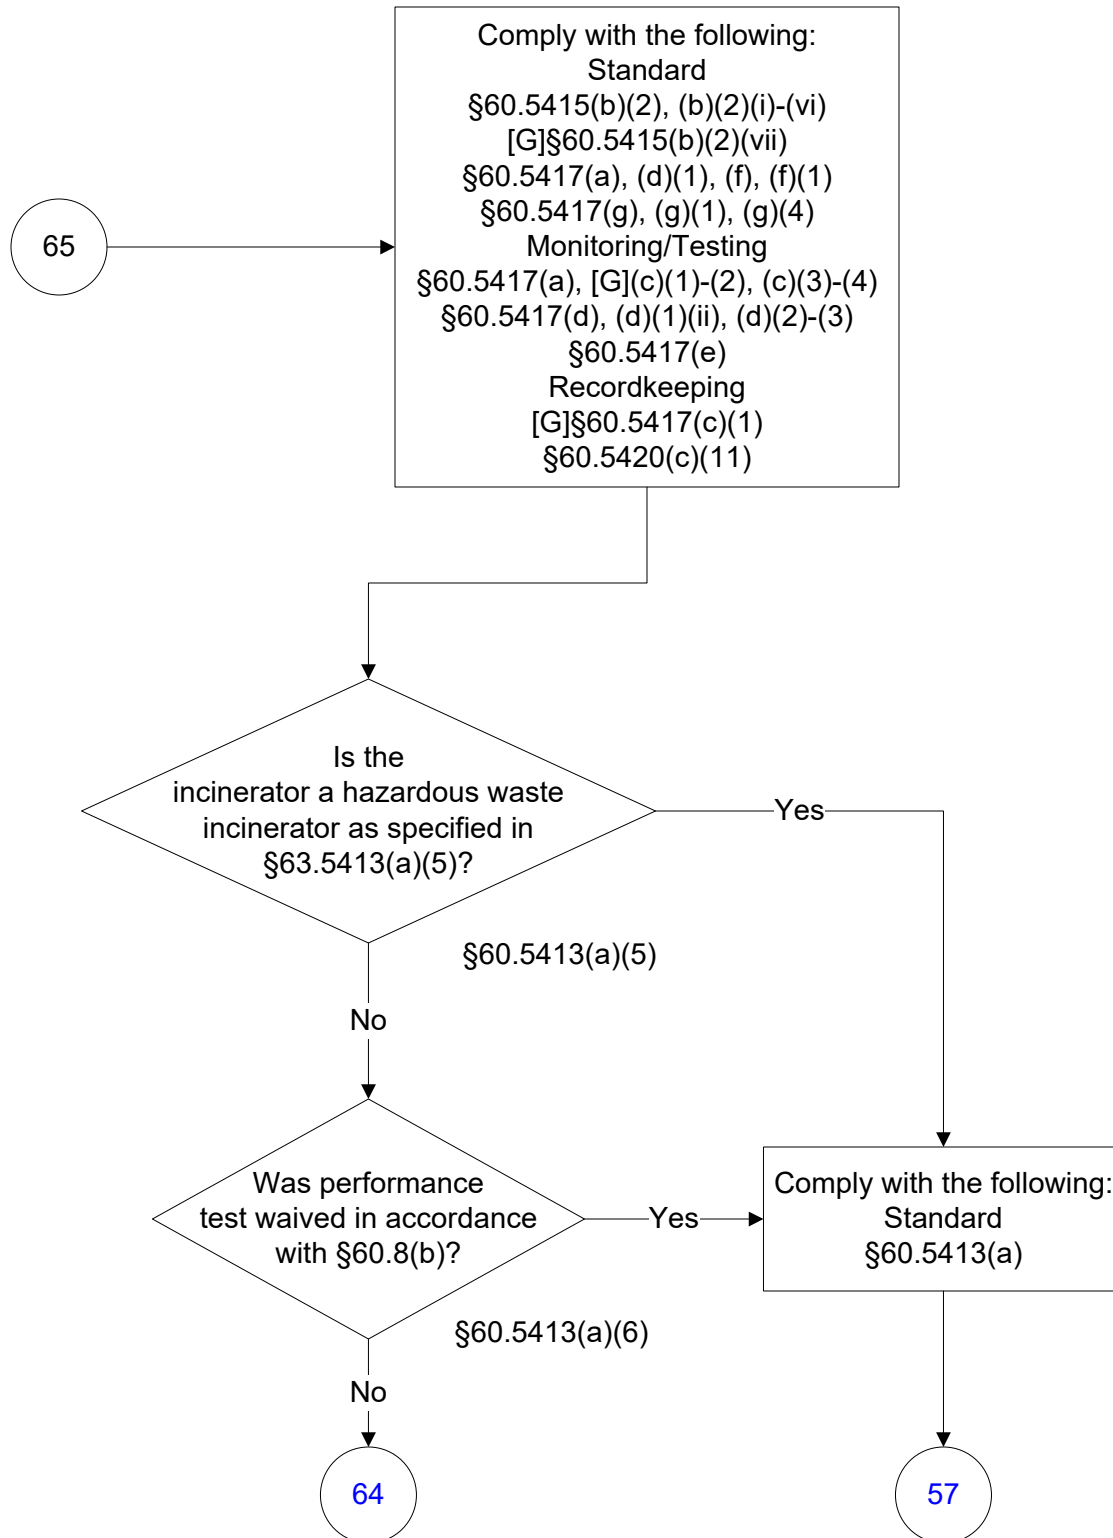 Comply with the following:
Standard
§60.5415(b)(2), (b)(2)(i)-(vi)
[G]§60.5415(b)(2)(vii)
§60.5417(a), (d)(1), (f), (f)(1)
§60.5417(g), (g)(1), (g)(4)
Monitoring/Testing
§60.5417(a), [G](c)(1)-(2), (c)(3)-(4)
§60.5417(d), (d)(1)(ii), (d)(2)-(3)
§60.5417(e)
Recordkeeping
[G]§60.5417(c)(1)
§60.5420(c)(11)
65
Is the
incinerator a hazardous waste
incinerator as specified in
§63.5413(a)(5)?
Yes
§60.5413(a)(5)
No
Was performance
test waived in accordance
with §60.8(b)?
Yes
Comply with the following:
Standard
§60.5413(a)
§60.5413(a)(6)
No
64
57